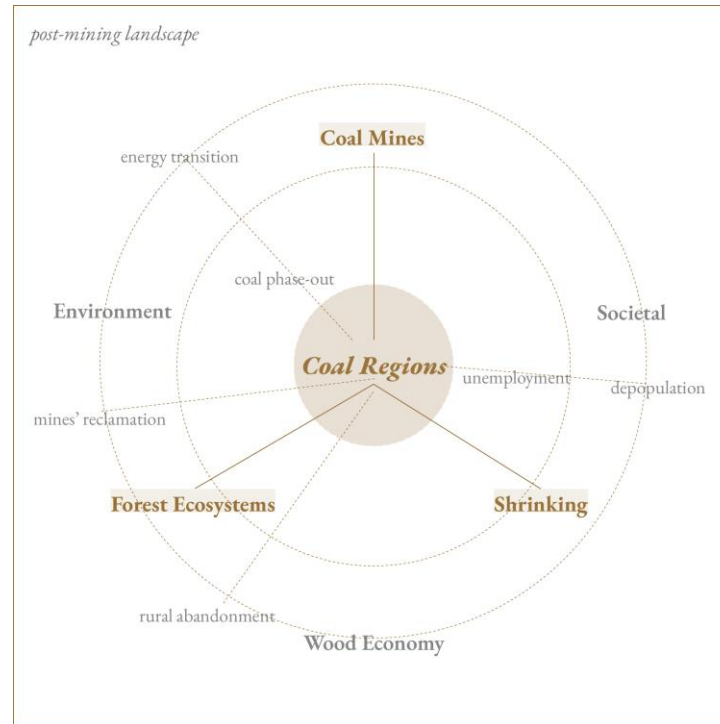 post-mining landscape
Coal Mines
energy transition
coal phase-out
Environment
Societal
Coal Regions
unemployment
depopulation
mines' reclamation
Forest Ecosystems
Shrinking
rural abandonment
Wood Economy